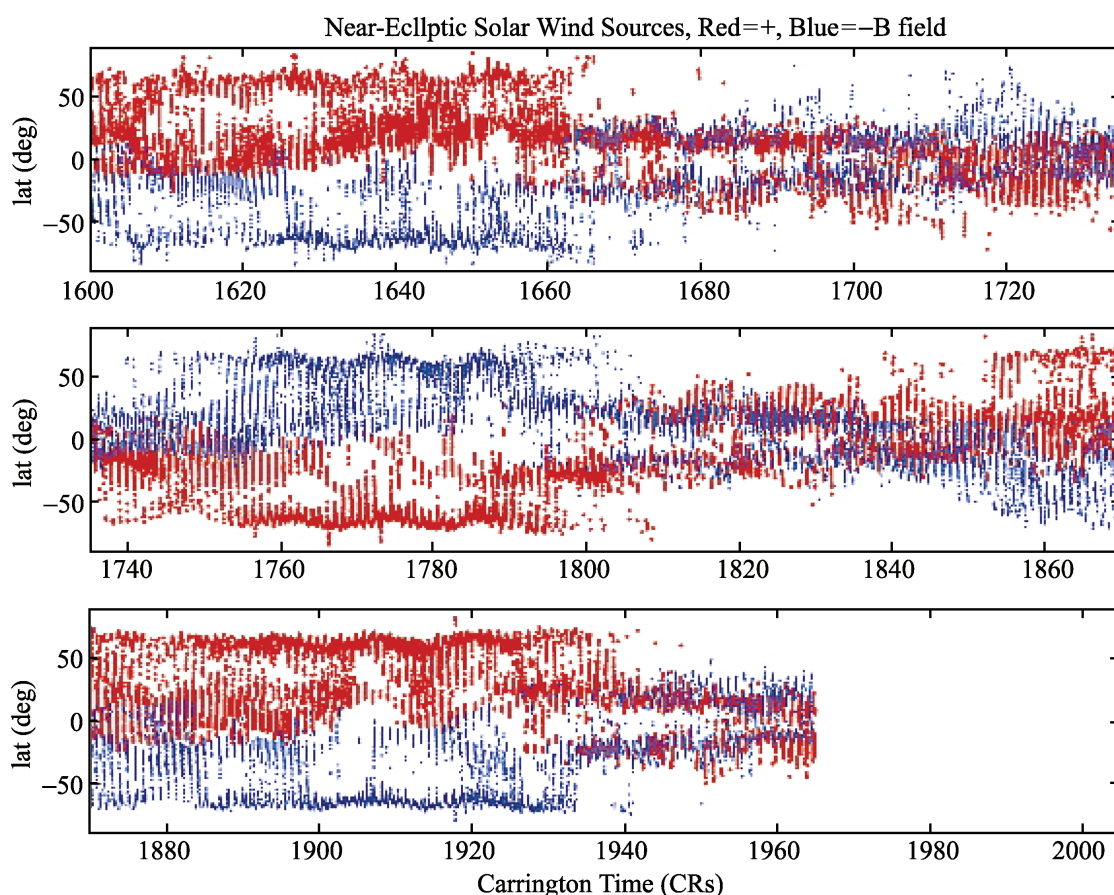 Near-Ecllptic Solar Wind Sources, Red=+, Blue=−B field
lat (deg)
50
0
−50
1600 1620 1640 1660 1680 1700 1720
lat (deg)
50
0
−50
1740 1760 1780 1800 1820 1840 1860
lat (deg)
50
0
−50
1880 1900 1920 1940 1960 1980 2000
Carrington Time (CRs)